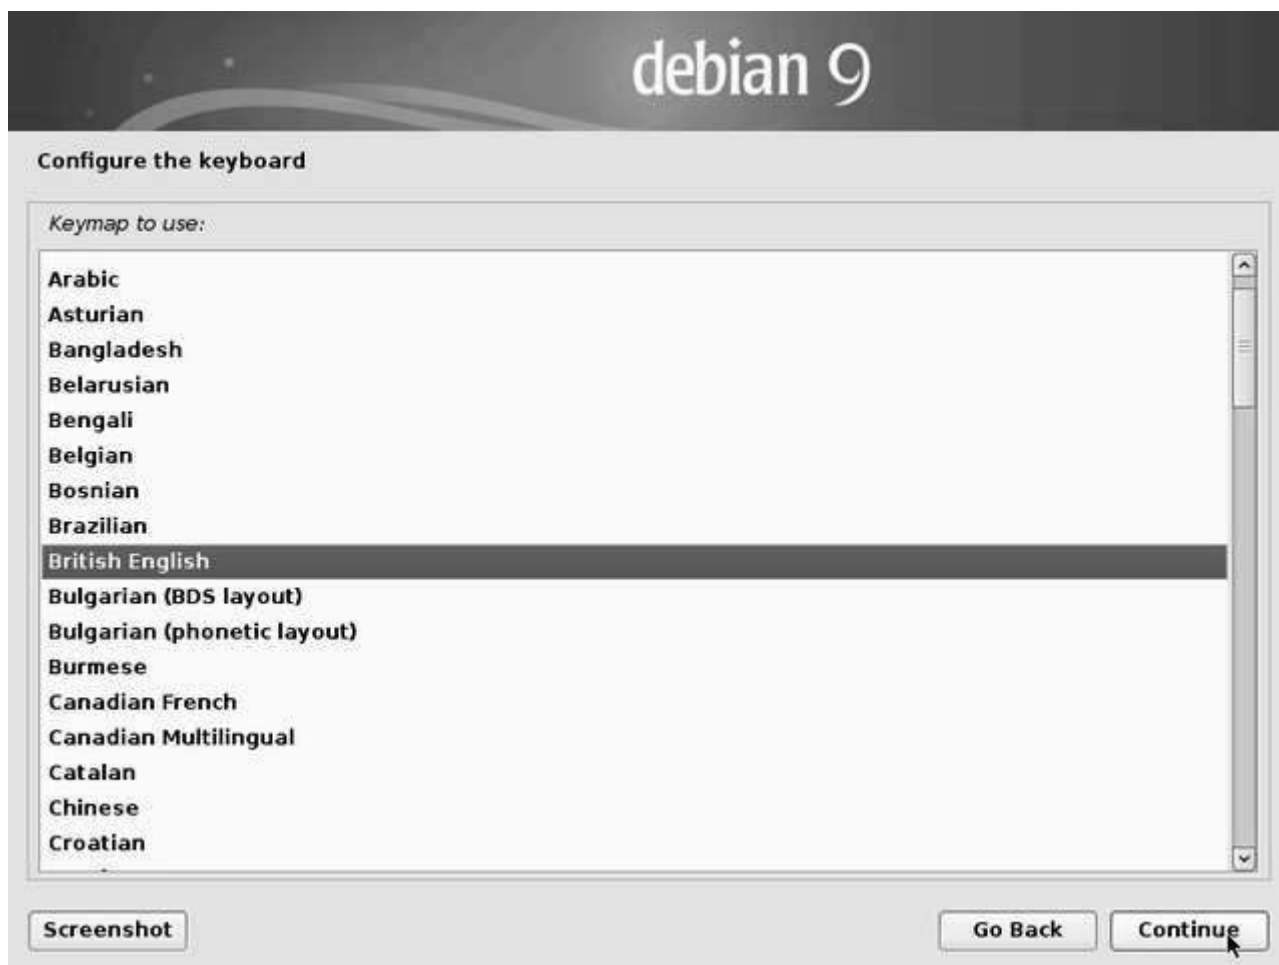 debian 9
Configure the keyboard
Keymap to use:
Arabic
Asturian
Bangladesh
Belarusian
Bengali
Belgian
Bosnian
Brazilian
British English
Bulgarian (BDS layout)
Bulgarian (phonetic layout)
Burmese
Canadian French
Canadian Multilingual
Catalan
Chinese
Croatian
Screenshot Go Back Continue